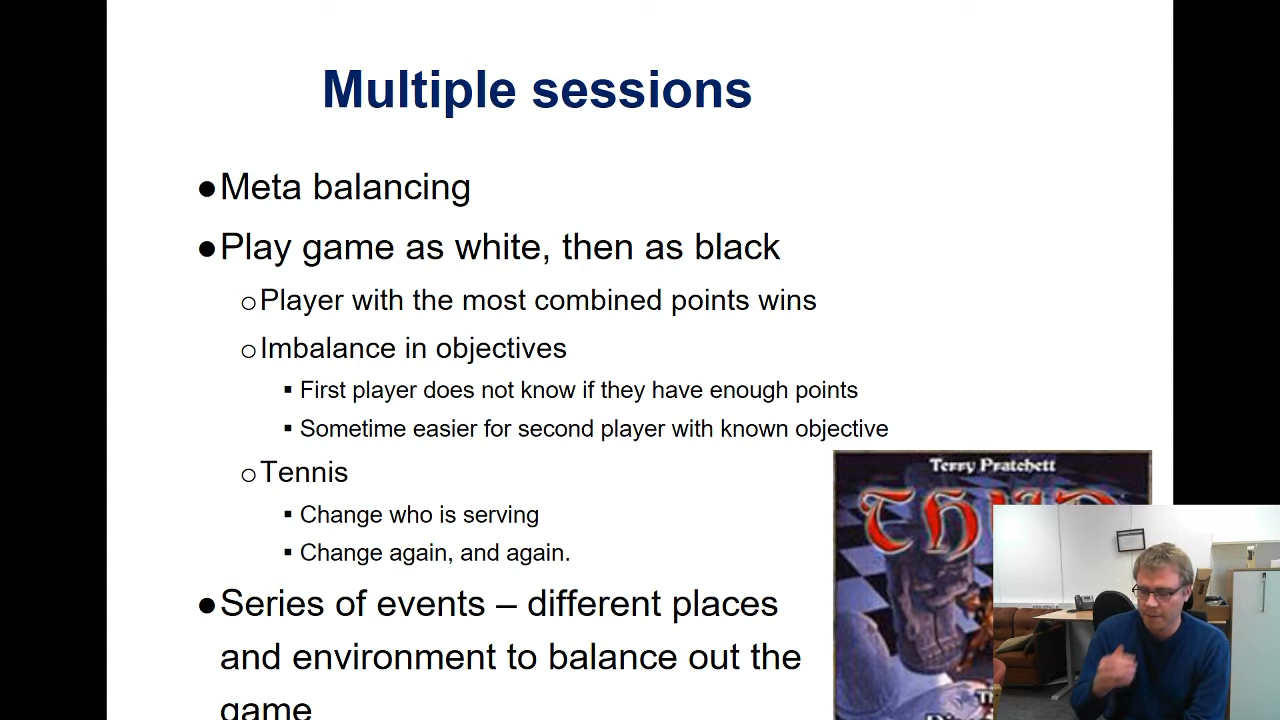 Multiple sessions
●Meta balancing
●Play game as white, then as black
○Player with the most combined points wins
○Imbalance in objectives
▪ First player does not know if they have enough points
▪ Sometime easier for second player with known objective
○Tennis
▪ Change who is serving
▪ Change again, and again.
●Series of events – different places
and environment to balance out the
game
Terry Pratchett